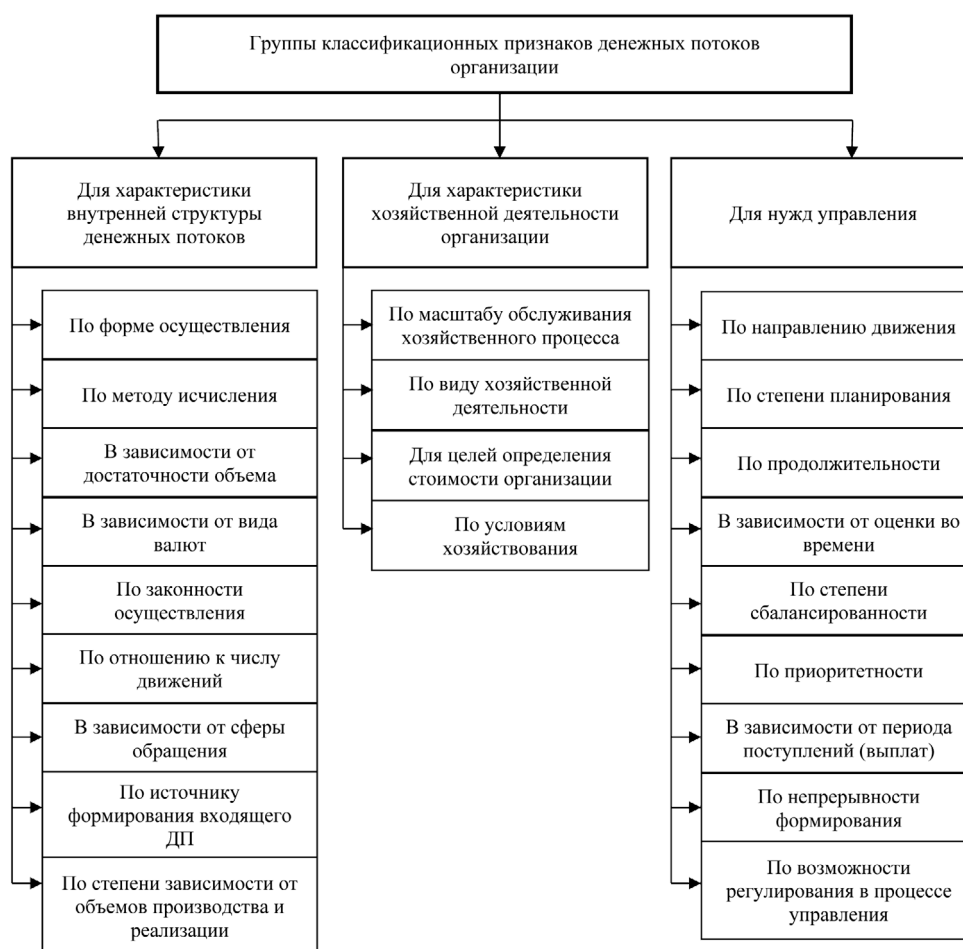 Группы классификационных признаков денежных потоков
организации
Для характеристики
внутренней структуры
денежных потоков
По форме осуществления
По методу исчисления
В зависимости от
достаточности объема
В зависимости от вида
валют
По законности
осуществления
По отношению к числу
движений
В зависимости от сферы
обращения
По источнику
формирования входящего
ДП
По степени зависимости от
объемов производства и
реализации
Для характеристики
хозяйственной деятельности
организации
По масштабу обслуживания
хозяйственного процесса
По виду хозяйственной
деятельности
Для целей определения
стоимости организации
По условиям
хозяйствования
Для нужд управления
По направлению движения
По степени планирования
По продолжительности
В зависимости от оценки во
времени
По степени
сбалансированности
По приоритетности
В зависимости от периода
поступлений (выплат)
По непрерывности
формирования
По возможности
регулирования в процессе
управления